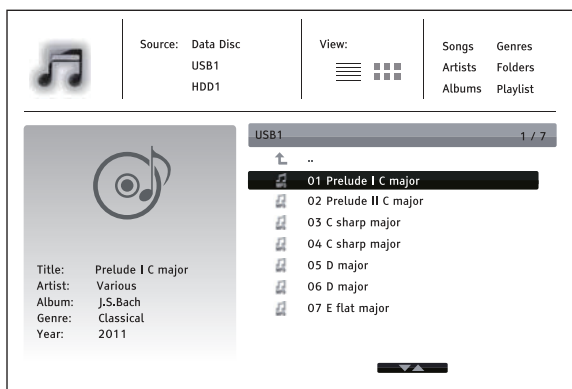 Source: Data Disc
USB1
HDD1
View:
Songs Genres
Artists Folders
Albums Playlist
USB1 1 / 7
..
01 Prelude I C major
02 Prelude II C major
03 C sharp major
04 C sharp major
05 D major
06 D major
07 E flat major
Title: Prelude I C major
Artist: Various
Album: J.S.Bach
Genre: Classical
Year: 2011